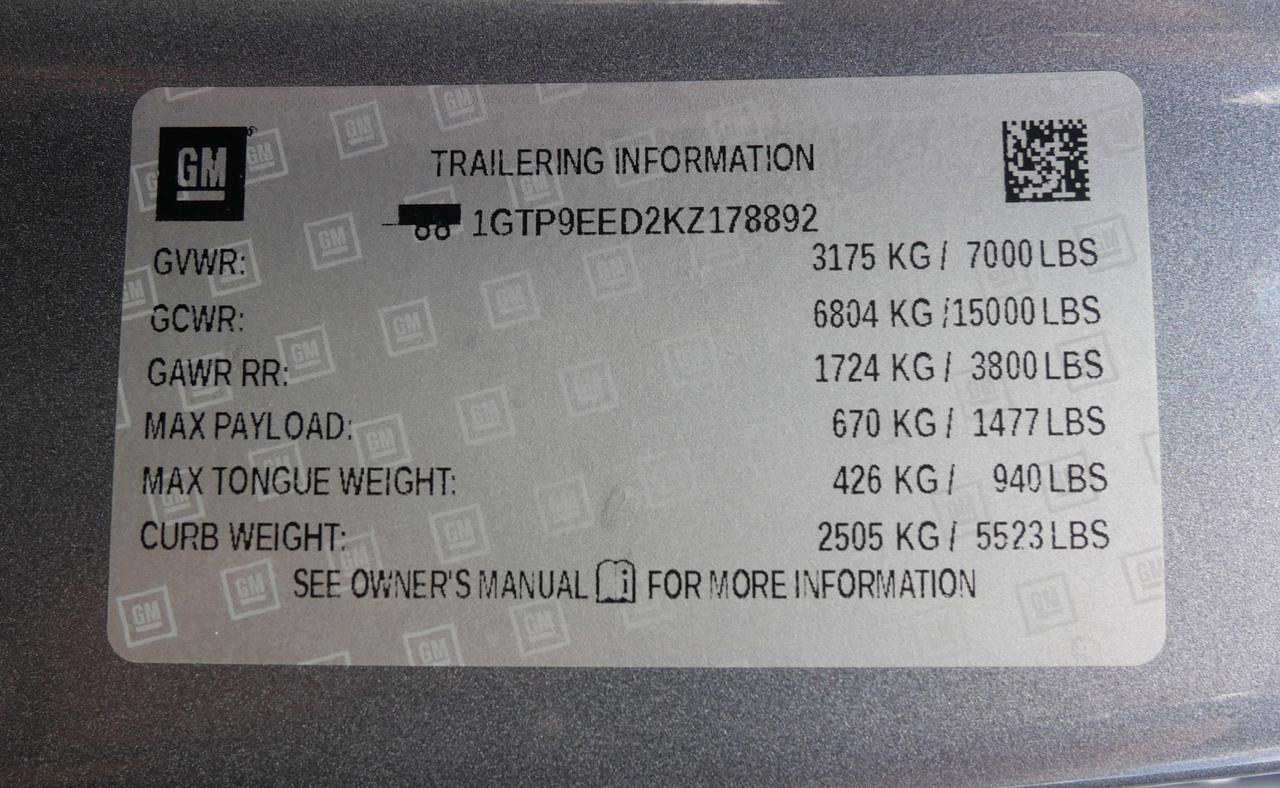 GM
TRAILERING INFORMATION
1GTP9EED2KZ178892
GVWR: 3175 KG / 7000 LBS
GCWR: 6804 KG /15000 LBS
GAWR RR: 1724 KG / 3800 LBS
MAX PAYLOAD: 670 KG / 1477 LBS
MAX TONGUE WEIGHT: 426 KG / 940 LBS
CURB WEIGHT: 2505 KG / 5523 LBS
SEE OWNER'S MANUAL i FOR MORE INFORMATION